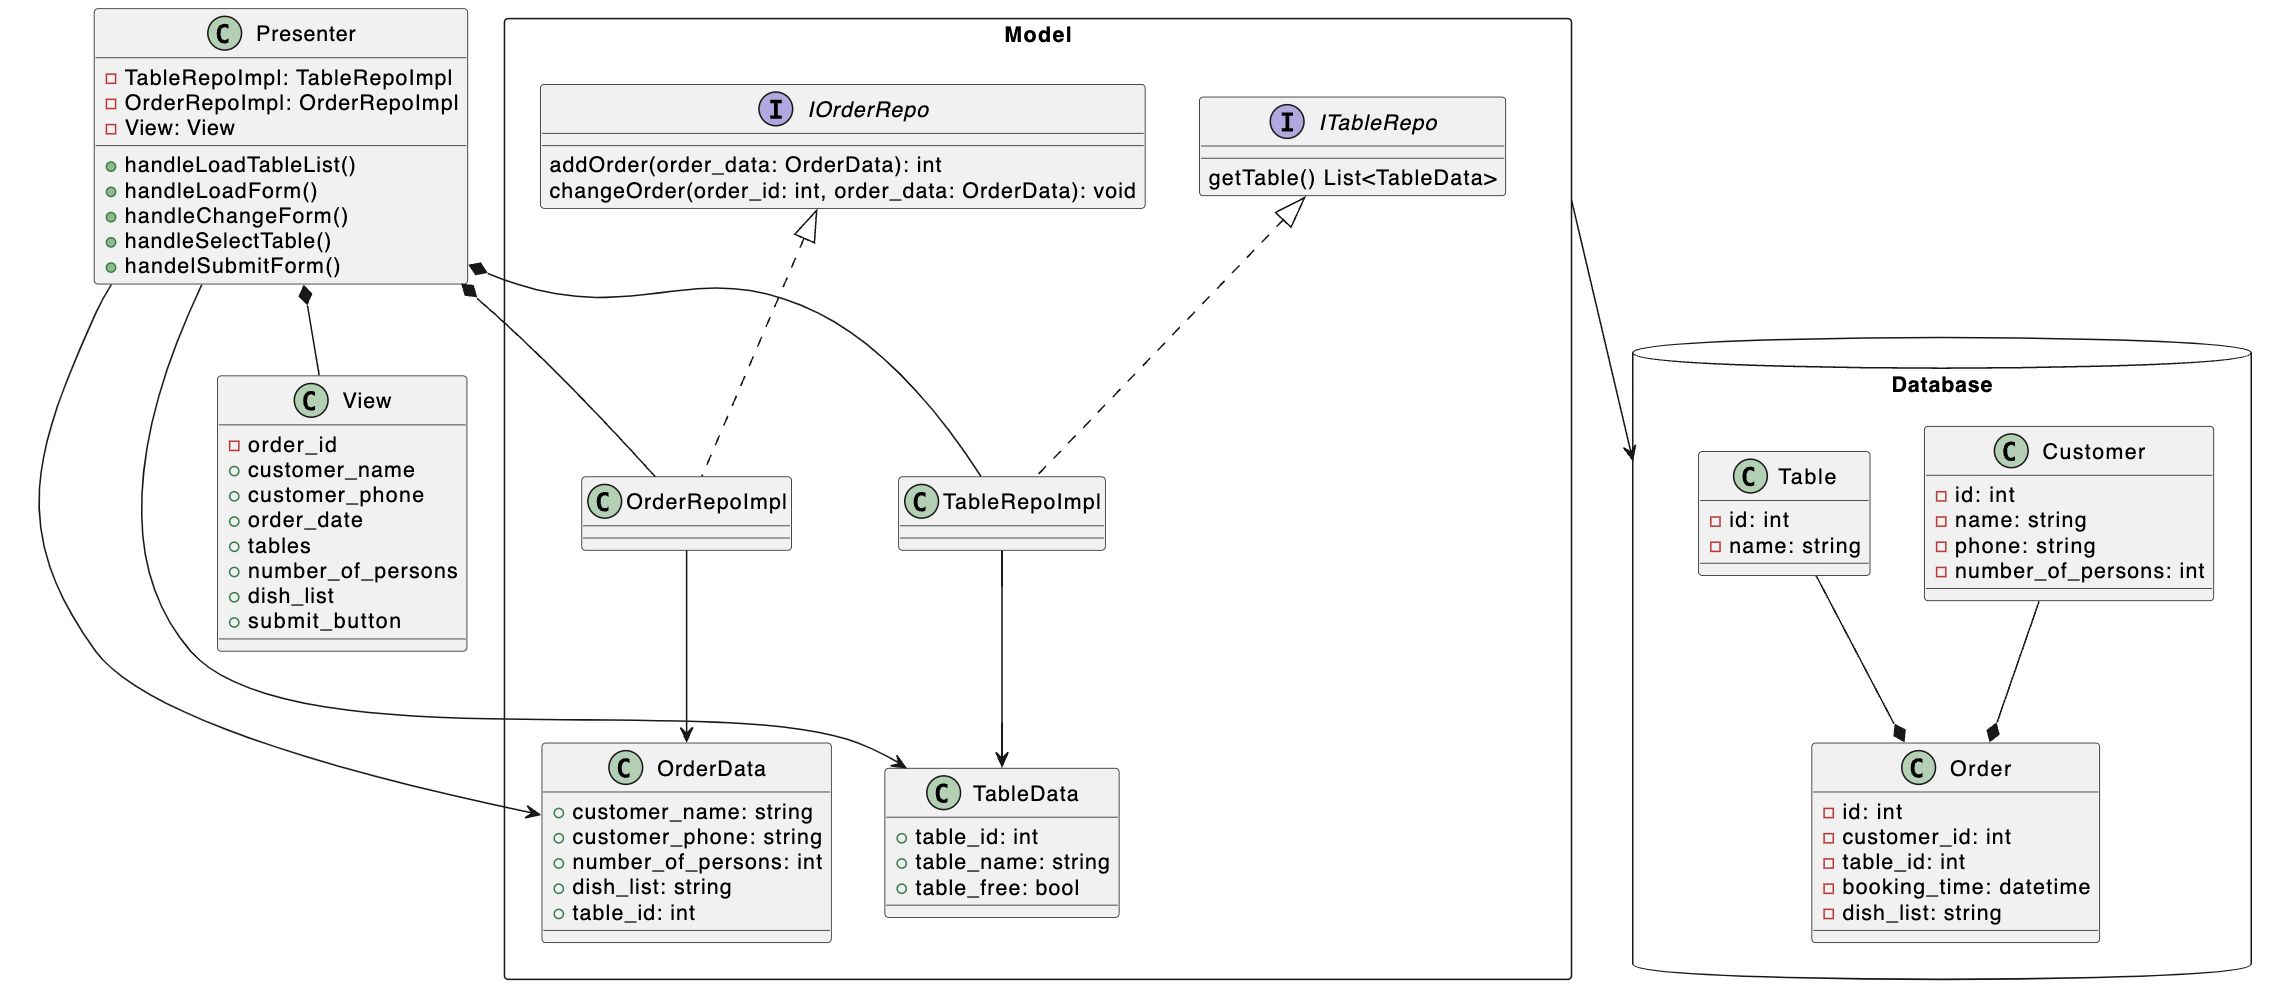 C Presenter
TableRepoImpl: TableRepoImpl
OrderRepoImpl: OrderRepoImpl
View: View
handleLoadTableList()
handleLoadForm()
handleChangeForm()
handleSelectTable()
handelSubmitForm()
Model
I IOrderRepo
addOrder(order_data: OrderData): int
changeOrder(order_id: int, order_data: OrderData): void
I ITableRepo
getTable() List<TableData>
C View
order_id
customer_name
customer_phone
order_date
tables
number_of_persons
dish_list
submit_button
C OrderRepoImpl
C TableRepoImpl
C OrderData
customer_name: string
customer_phone: string
number_of_persons: int
dish_list: string
table_id: int
C TableData
table_id: int
table_name: string
table_free: bool
Database
C Table
id: int
name: string
C Customer
id: int
name: string
phone: string
number_of_persons: int
C Order
id: int
customer_id: int
table_id: int
booking_time: datetime
dish_list: string